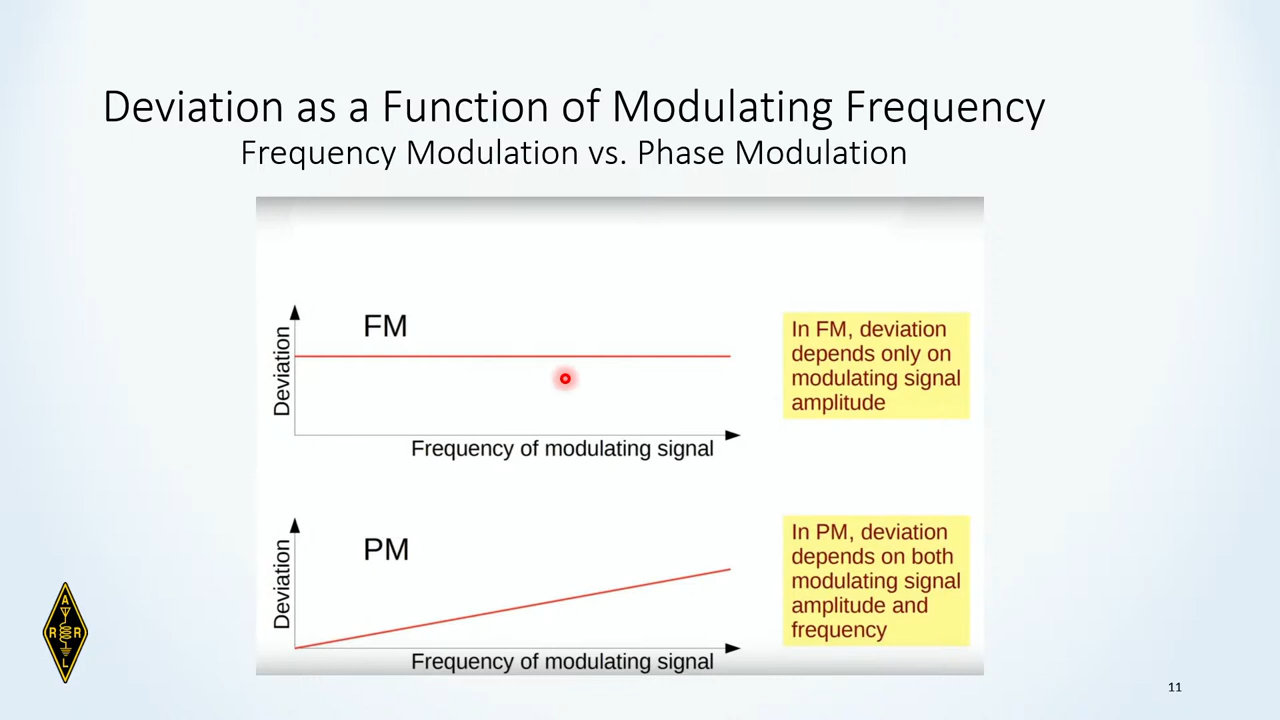 Deviation as a Function of Modulating Frequency
Frequency Modulation vs. Phase Modulation
FM
Deviation
Frequency of modulating signal
In FM, deviation
depends only on
modulating signal
amplitude
PM
Deviation
Frequency of modulating signal
In PM, deviation
depends on both
modulating signal
amplitude and
frequency
A
R R
L
11